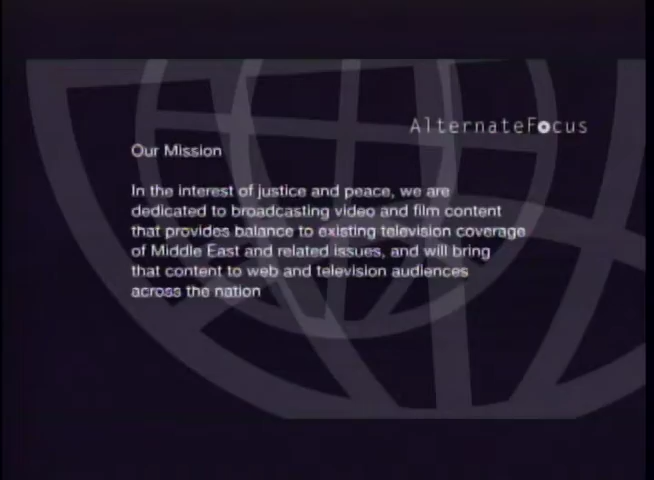 AlternateFocus
Our Mission
In the interest of justice and peace, we are
dedicated to broadcasting video and film content
that provides balance to existing television coverage
of Middle East and related issues, and will bring
that content to web and television audiences
across the nation